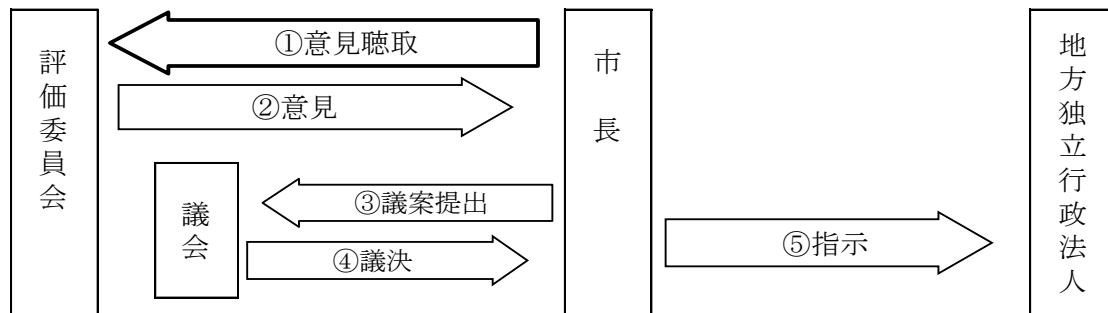 評価委員会
①意見聴取
②意見
議会
③議案提出
④議決
市長
⑤指示
地方独立行政法人